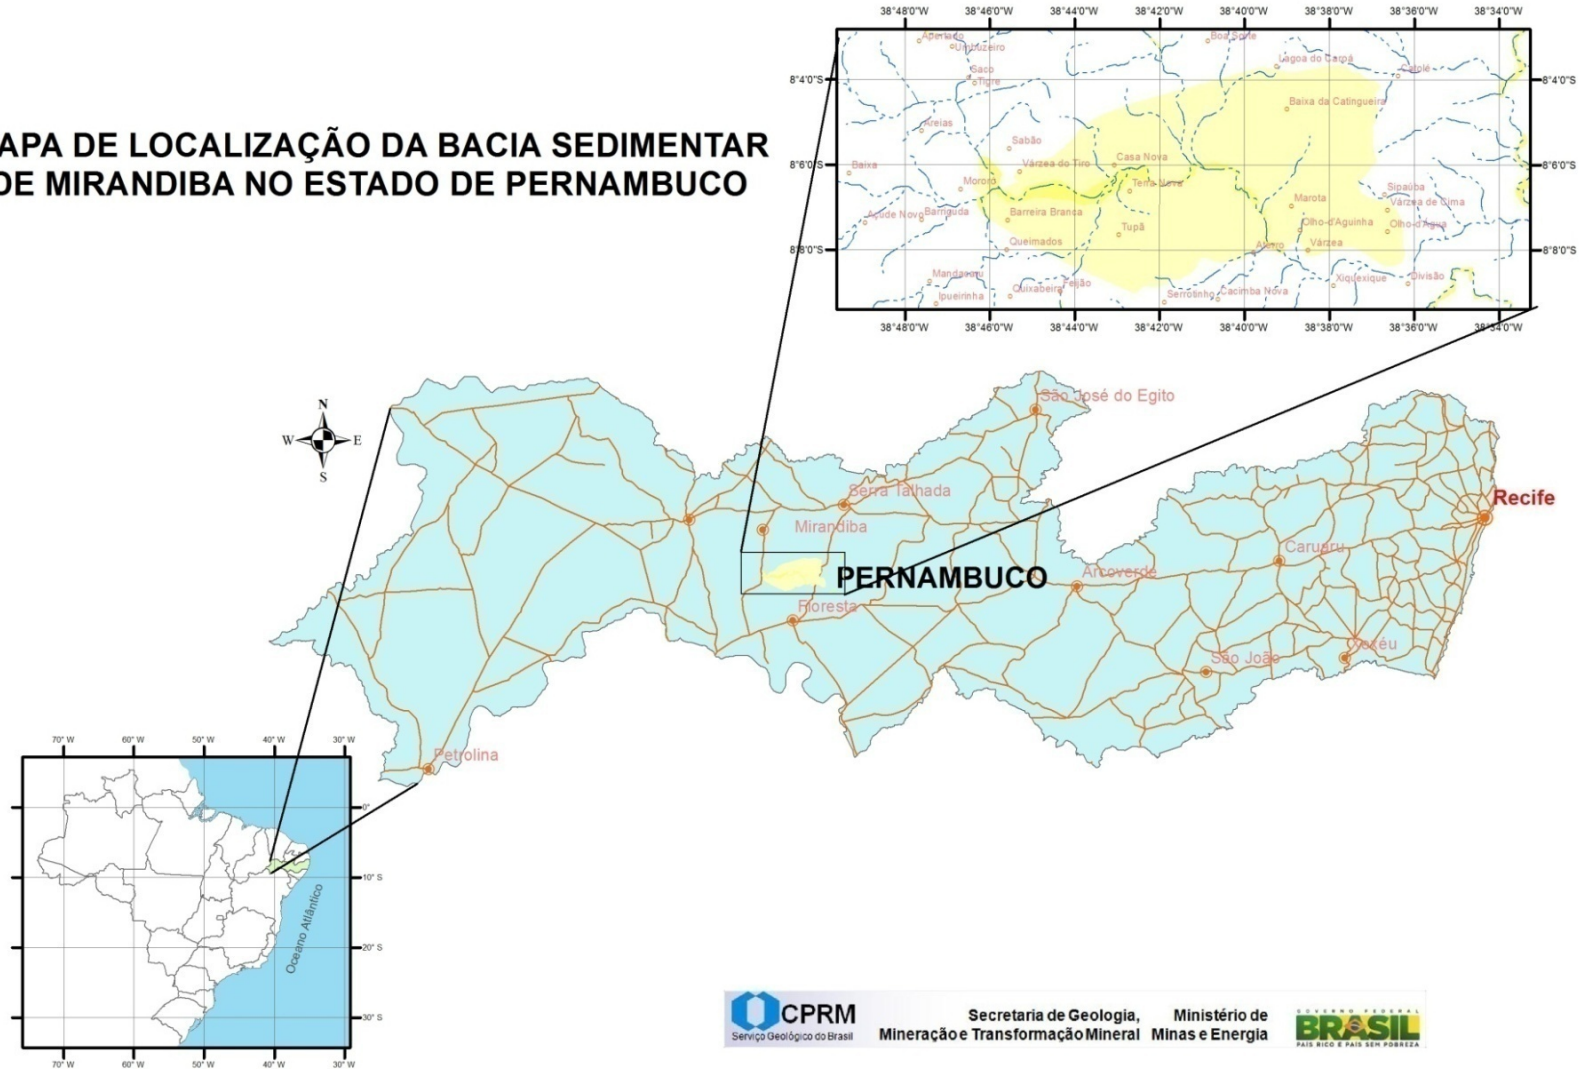 APA DE LOCALIZAÇÃO DA BACIA SEDIMENTAR
DE MIRANDIBA NO ESTADO DE PERNAMBUCO
38°48'0"W 38°46'0"W 38°44'0"W 38°42'0"W 38°40'0"W 38°38'0"W 38°36'0"W 38°34'0"W
Apertado
Umbuzeiro
Boa Sorte
Saco
Tigre
Lagoa do Carpá
Catolé
8°4'0"S 8°4'0"S
Baixa da Catingueira
Areias
Sabão
Baixa
Várzea do Tiro
Casa Nova
8°6'0"S 8°6'0"S
Mororó
Terra Nova
Sipaúba
Açude Novo
Barriguda
Barreira Branca
Marota
Várzea de Cima
Tupã
Olho-d'Aguinha
Olho-d'Água
Queimados
Aterro
Várzea
8°8'0"S 8°8'0"S
Mandacaru
Ipueirinha
Quixabeira
Feijão
Serrotinho
Cacimba Nova
Xiquexique
Divisão
38°48'0"W 38°46'0"W 38°44'0"W 38°42'0"W 38°40'0"W 38°38'0"W 38°36'0"W 38°34'0"W
N
W E
S
São José do Egito
Serra Talhada
Recife
Mirandiba
Caruaru
PERNAMBUCO
Arcoverde
Floresta
São João
Xexéu
Petrolina
70° W 60° W 50° W 40° W 30° W
0°
10° S
Oceano Atlântico
20° S
30° S
70° W 60° W 50° W 40° W 30° W
CPRM
Serviço Geológico do Brasil
Secretaria de Geologia,
Mineração e Transformação Mineral
Ministério de
Minas e Energia
GOVERNO FEDERAL
BRASIL
PAÍS RICO É PAÍS SEM POBREZA